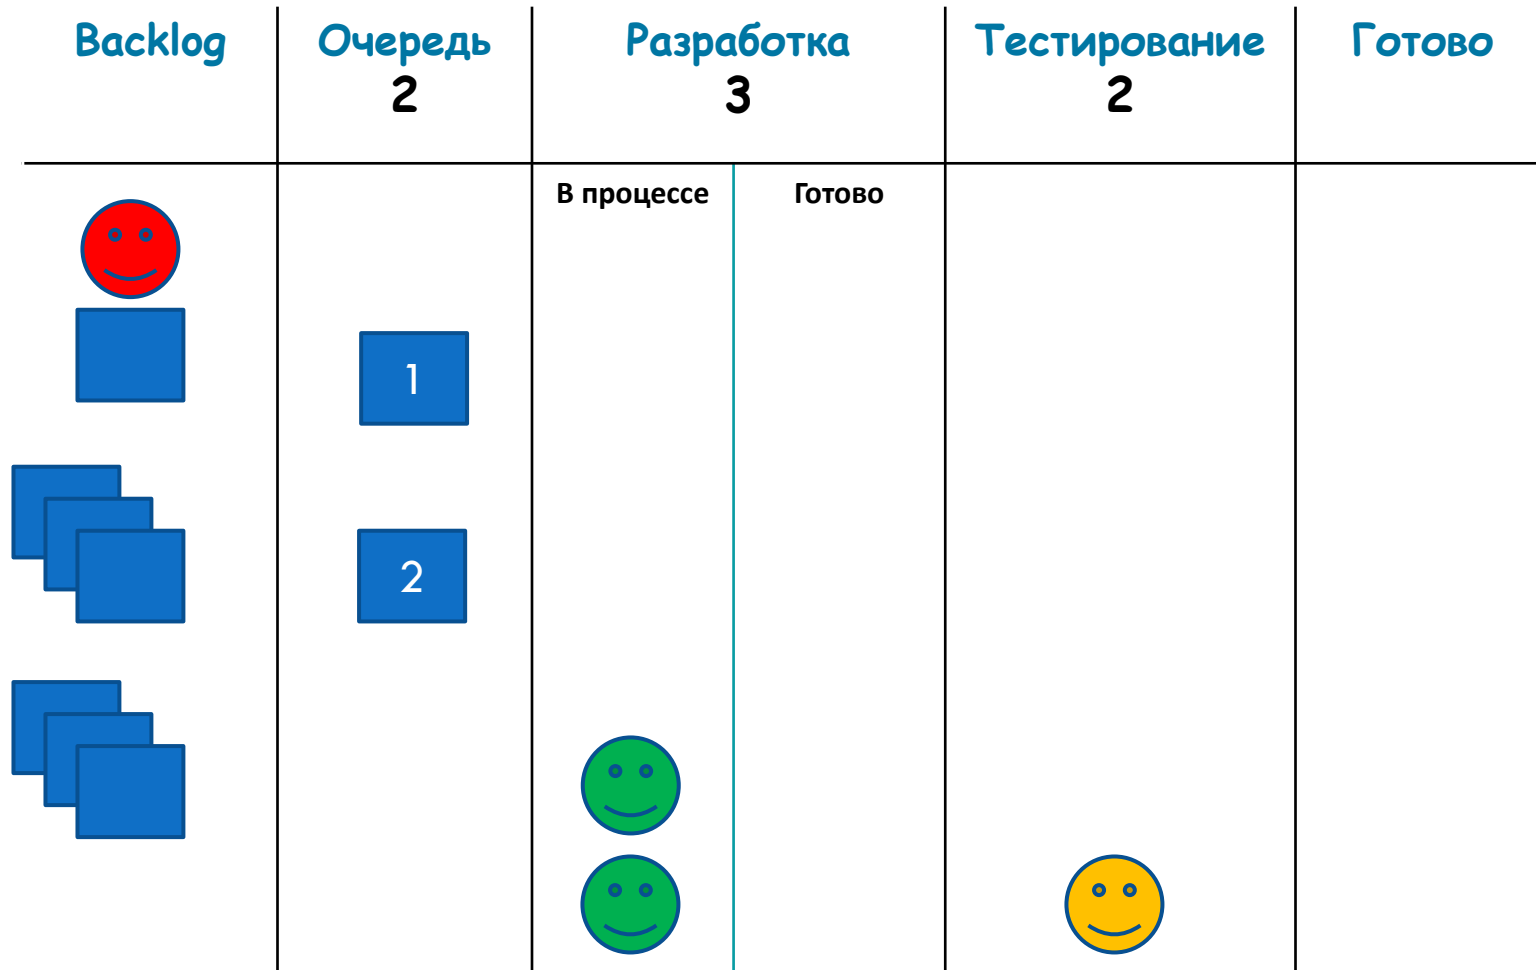 Backlog
Очередь
2
Разработка
3
Тестирование
2
Готово
В процессе
Готово
1
2